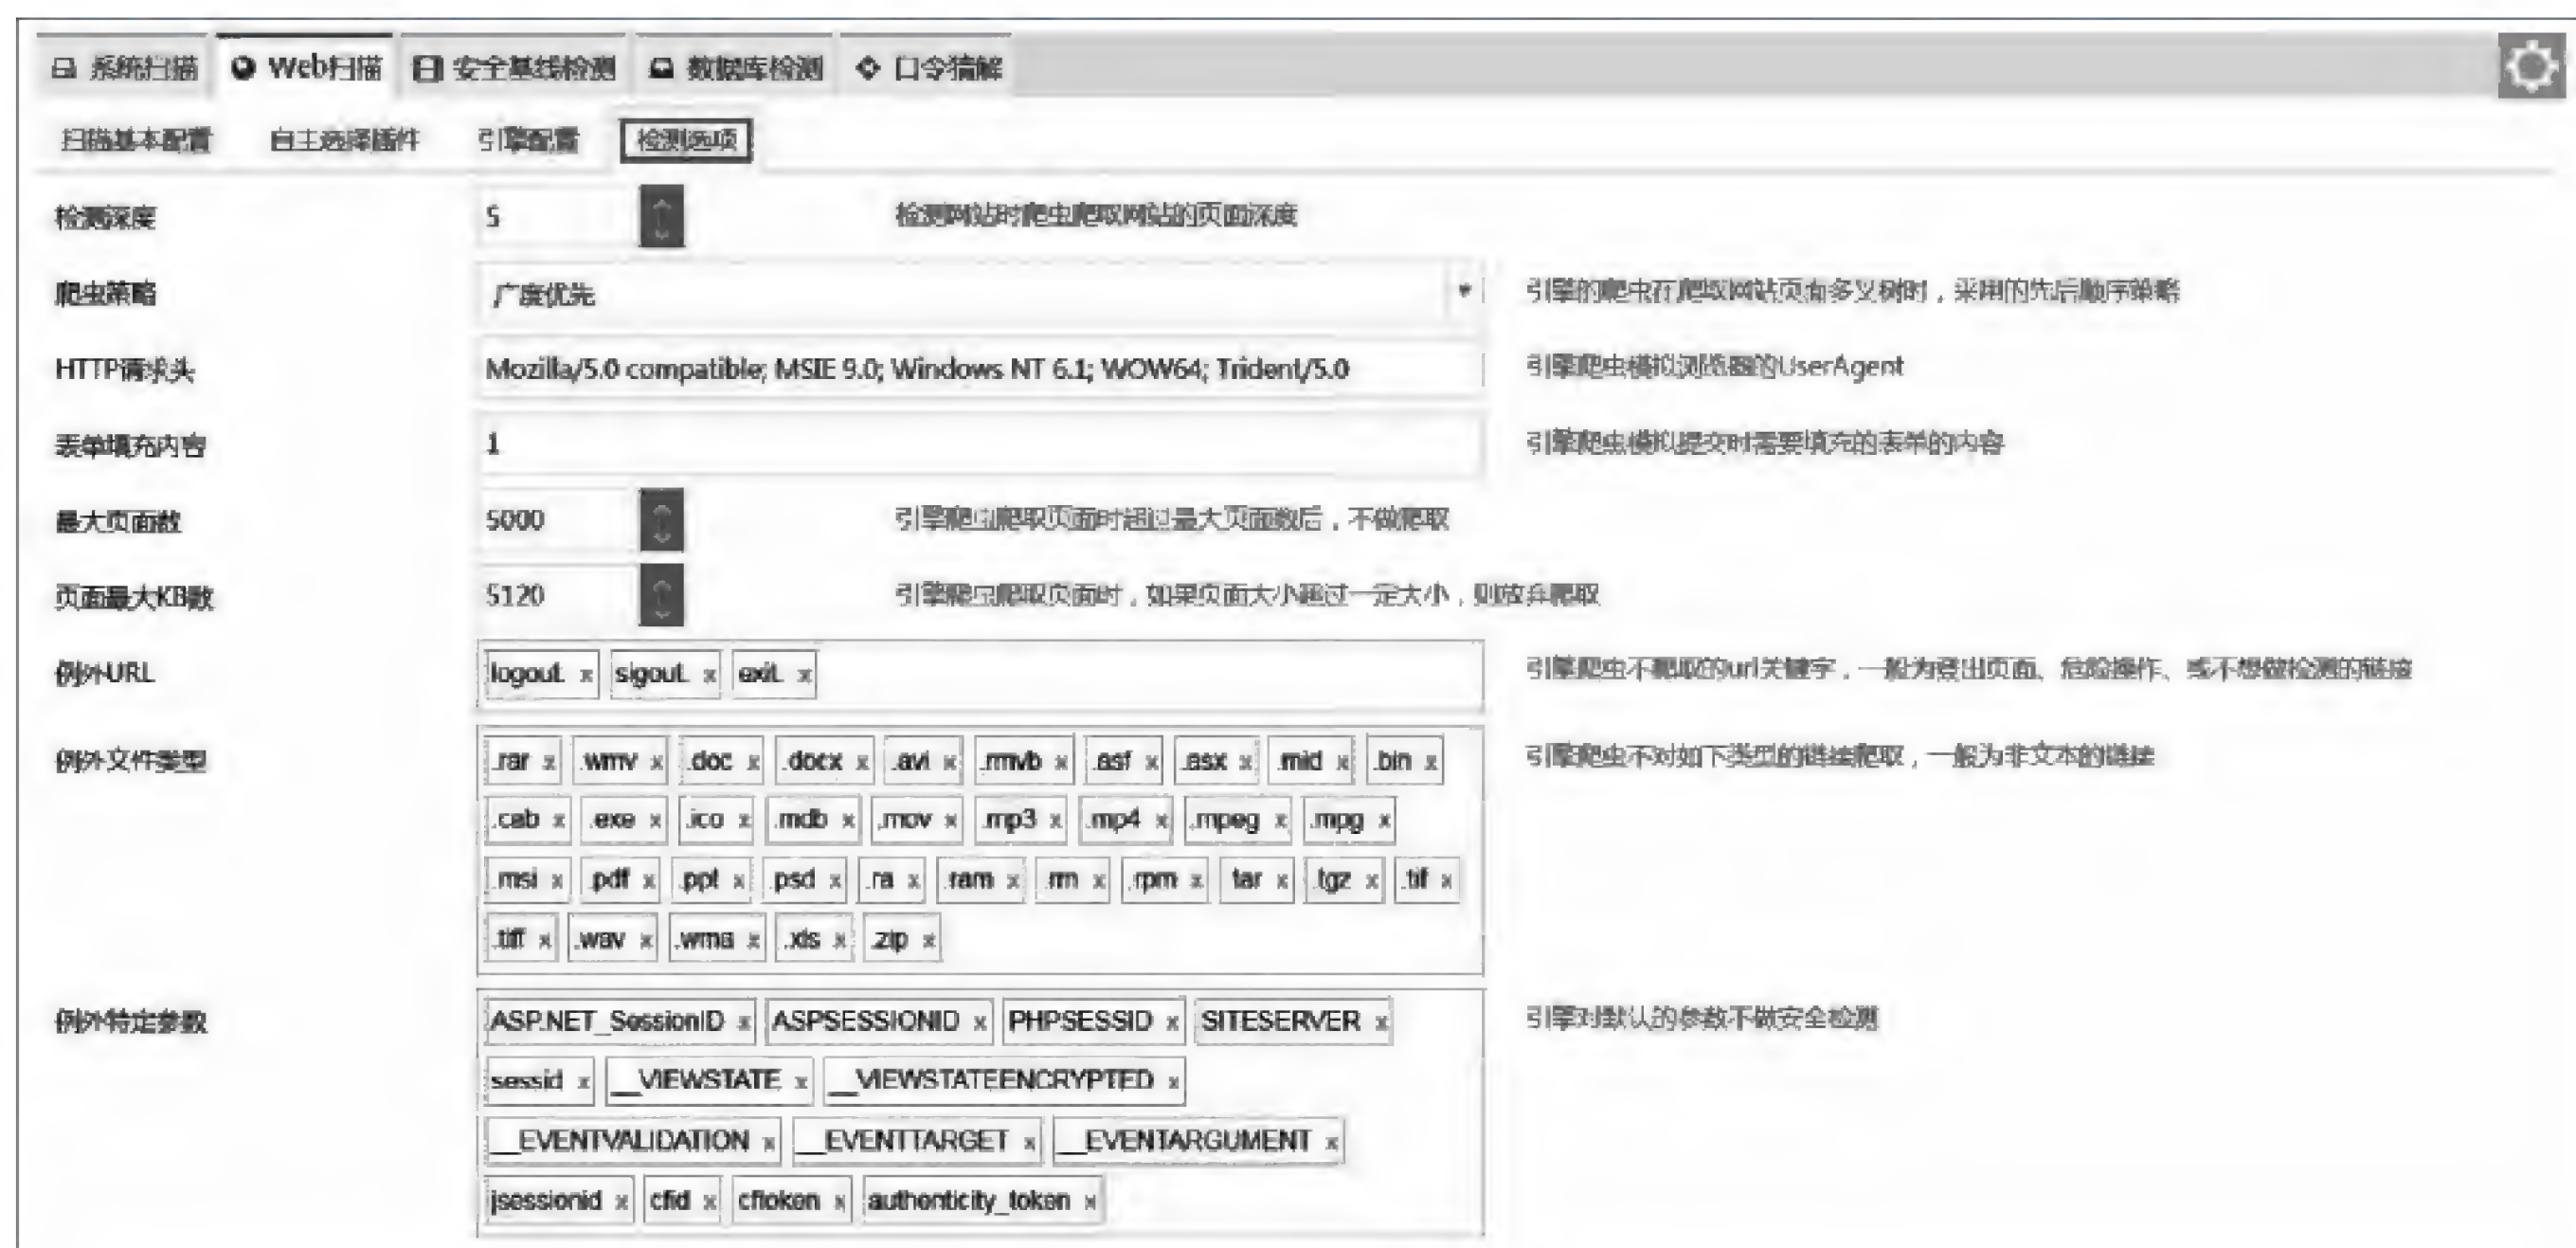 系统扫描 Web扫描 安全基线检测 数据库检测 口令猜解
扫描基本配置 自主选择插件 引擎配置 检测选项
检测深度 5 检测网站时爬虫爬取网站的页面深度
爬虫策略 广度优先 引擎的爬虫在爬取网站页面多叉树时，采用的先后顺序策略
HTTP请求头 Mozilla/5.0 compatible; MSIE 9.0; Windows NT 6.1; WOW64; Trident/5.0 引擎爬虫模拟浏览器的UserAgent
表单填充内容 1 引擎爬虫模拟提交时需要填充的表单的内容
最大页面数 5000 引擎爬虫爬取页面时超过最大页面数后，不做爬取
页面最大KB数 5120 引擎爬虫爬取页面时，如果页面大小超过一定大小，则放弃爬取
例外URL logout x sigout x exit x 引擎爬虫不爬取的url关键字，一般为登出页面、危险操作、或不想做检测的链接
例外文件类型 .rar x .wmv x .doc x .docx x .avi x .rmvb x .asf x .asx x .mid x .bin x 引擎爬虫不对如下类型的链接爬取，一般为非文本的链接
.cab x .exe x .ico x .mdb x .mov x .mp3 x .mp4 x .mpeg x .mpg x
.msi x .pdf x .ppt x .psd x .ra x .ram x .rm x .rpm x .tar x .tgz x .tif x
.tiff x .wav x .wma x .xls x .zip x
例外特定参数 ASP.NET_SessionID x ASPSESSIONID x PHPSESSID x SITESERVER x 引擎对默认的参数不做安全检测
sessid x __VIEWSTATE x __VIEWSTATEENCRYPTED x
__EVENTVALIDATION x __EVENTTARGET x __EVENTARGUMENT x
jsessionid x cfid x cftoken x authenticity_token x